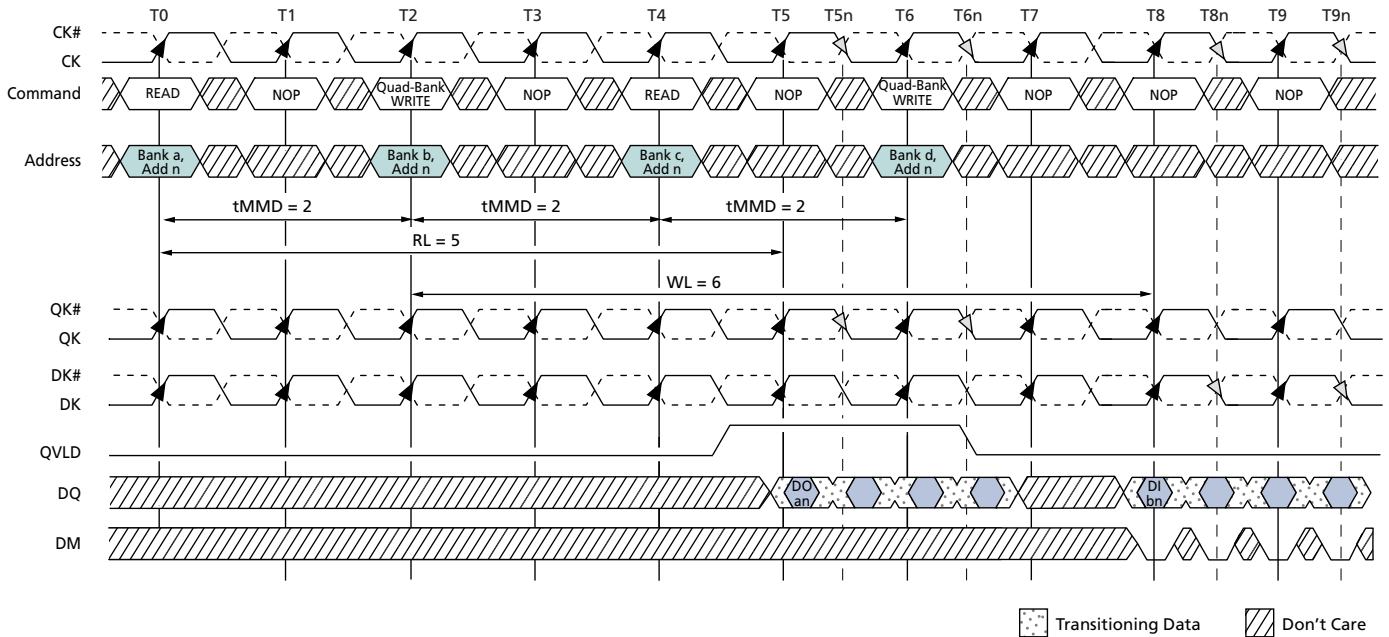 T0 T1 T2 T3 T4 T5 T5n T6 T6n T7 T8 T8n T9 T9n
CK#
CK
Command READ NOP Quad-Bank WRITE NOP READ NOP Quad-Bank WRITE NOP NOP NOP
Address Bank a, Add n Bank b, Add n Bank c, Add n Bank d, Add n
tMMD = 2 tMMD = 2 tMMD = 2
RL = 5
WL = 6
QK#
QK
DK#
DK
QVLD
DQ DO an DI bn
DM
Transitioning Data Don't Care